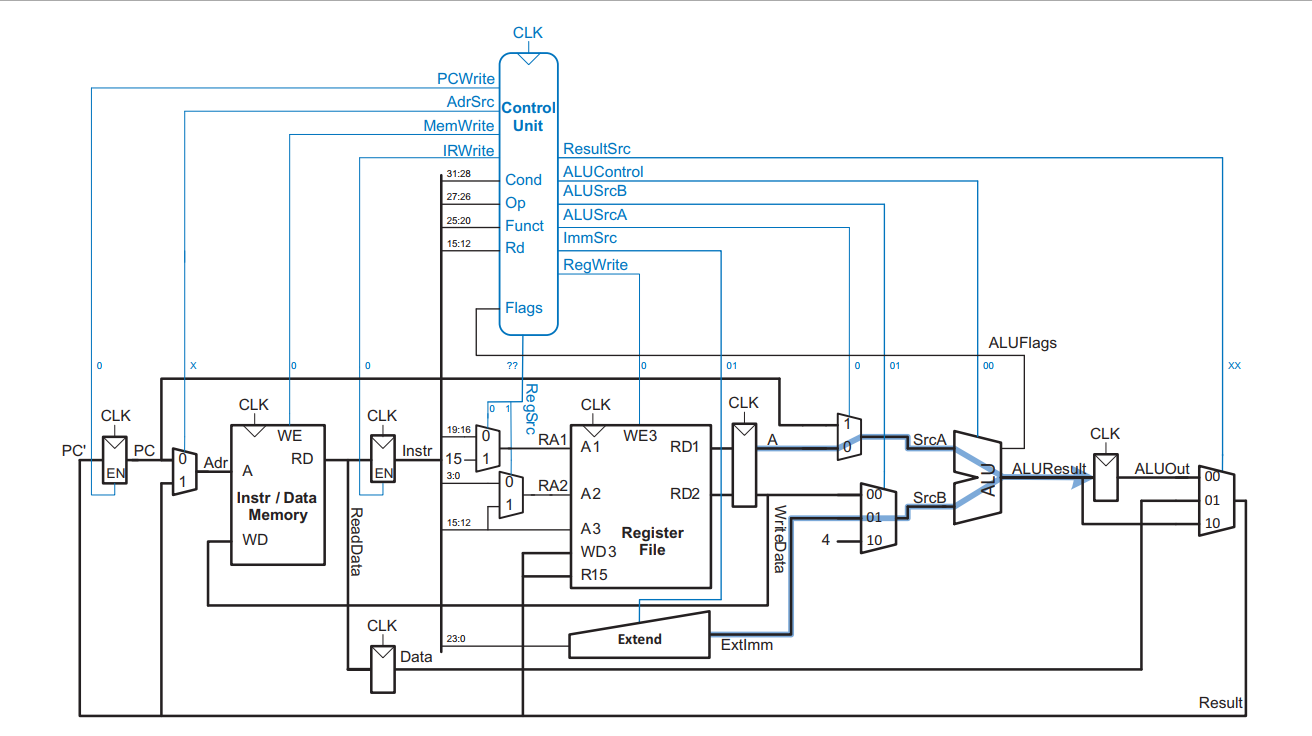 CLK
PCWrite
AdrSrc
MemWrite
IRWrite
Control
Unit
ResultSrc
ALUControl
ALUSrcB
ALUSrcA
ImmSrc
RegWrite
31:28
Cond
27:26
Op
25:20
Funct
15:12
Rd
Flags
ALUFlags
0
X
0
0
??
0
01
0
01
00
XX
RegSrc
0 1
CLK
CLK
CLK
CLK
CLK
CLK
PC'
EN
PC
0
1
Adr
WE
RD
A
Instr / Data
Memory
WD
ReadData
EN
Instr
19:16
15
0
1
RA1
3:0
0
1
RA2
15:12
A1
WE3
RD1
A2
RD2
A3
Register
File
WD3
R15
A
1
0
SrcA
WriteData
00
01
10
4
SrcB
ALU
ALUResult
ALUOut
00
01
10
23:0
Extend
ExtImm
CLK
Data
Result